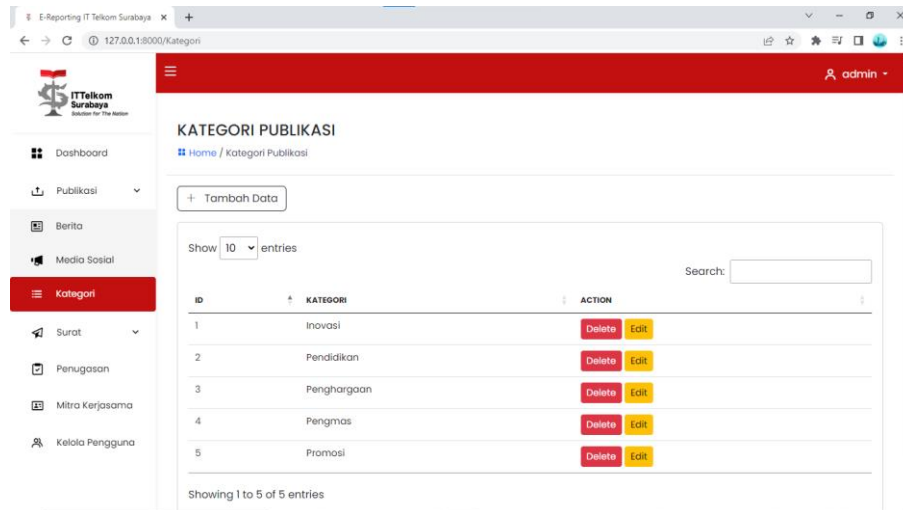 E-Reporting IT Telkom Surabaya
127.0.0.1:8000/Kategori
ITTelkom
Surabaya
Solution for The Nation
admin
KATEGORI PUBLIKASI
Home / Kategori Publikasi
Dashboard
Publikasi
Berita
Media Sosial
Kategori
Surat
Penugasan
Mitra Kerjasama
Kelola Pengguna
+ Tambah Data
Show 10 entries
Search:
ID KATEGORI ACTION
1 Inovasi Delete Edit
2 Pendidikan Delete Edit
3 Penghargaan Delete Edit
4 Pengmas Delete Edit
5 Promosi Delete Edit
Showing 1 to 5 of 5 entries